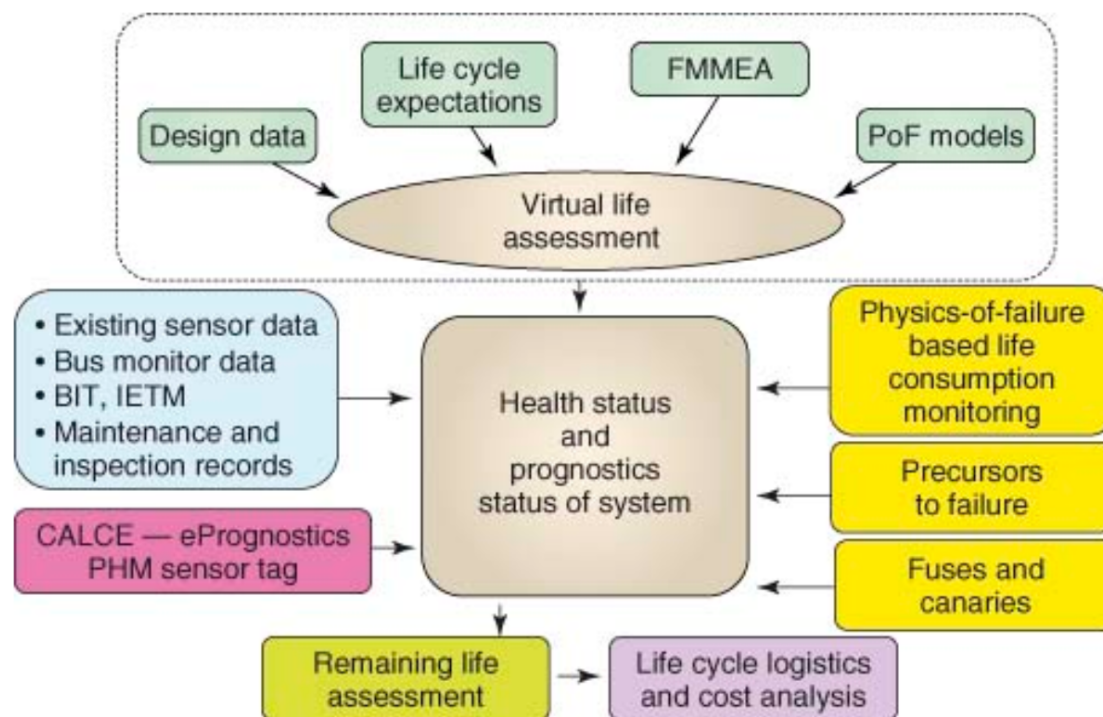 Life cycle
expectations
FMMEA
Design data
PoF models
Virtual life
assessment
• Existing sensor data
• Bus monitor data
• BIT, IETM
• Maintenance and
inspection records
CALCE — ePrognostics
PHM sensor tag
Health status
and
prognostics
status of system
Physics-of-failure
based life
consumption
monitoring
Precursors
to failure
Fuses and
canaries
Remaining life
assessment
Life cycle logistics
and cost analysis